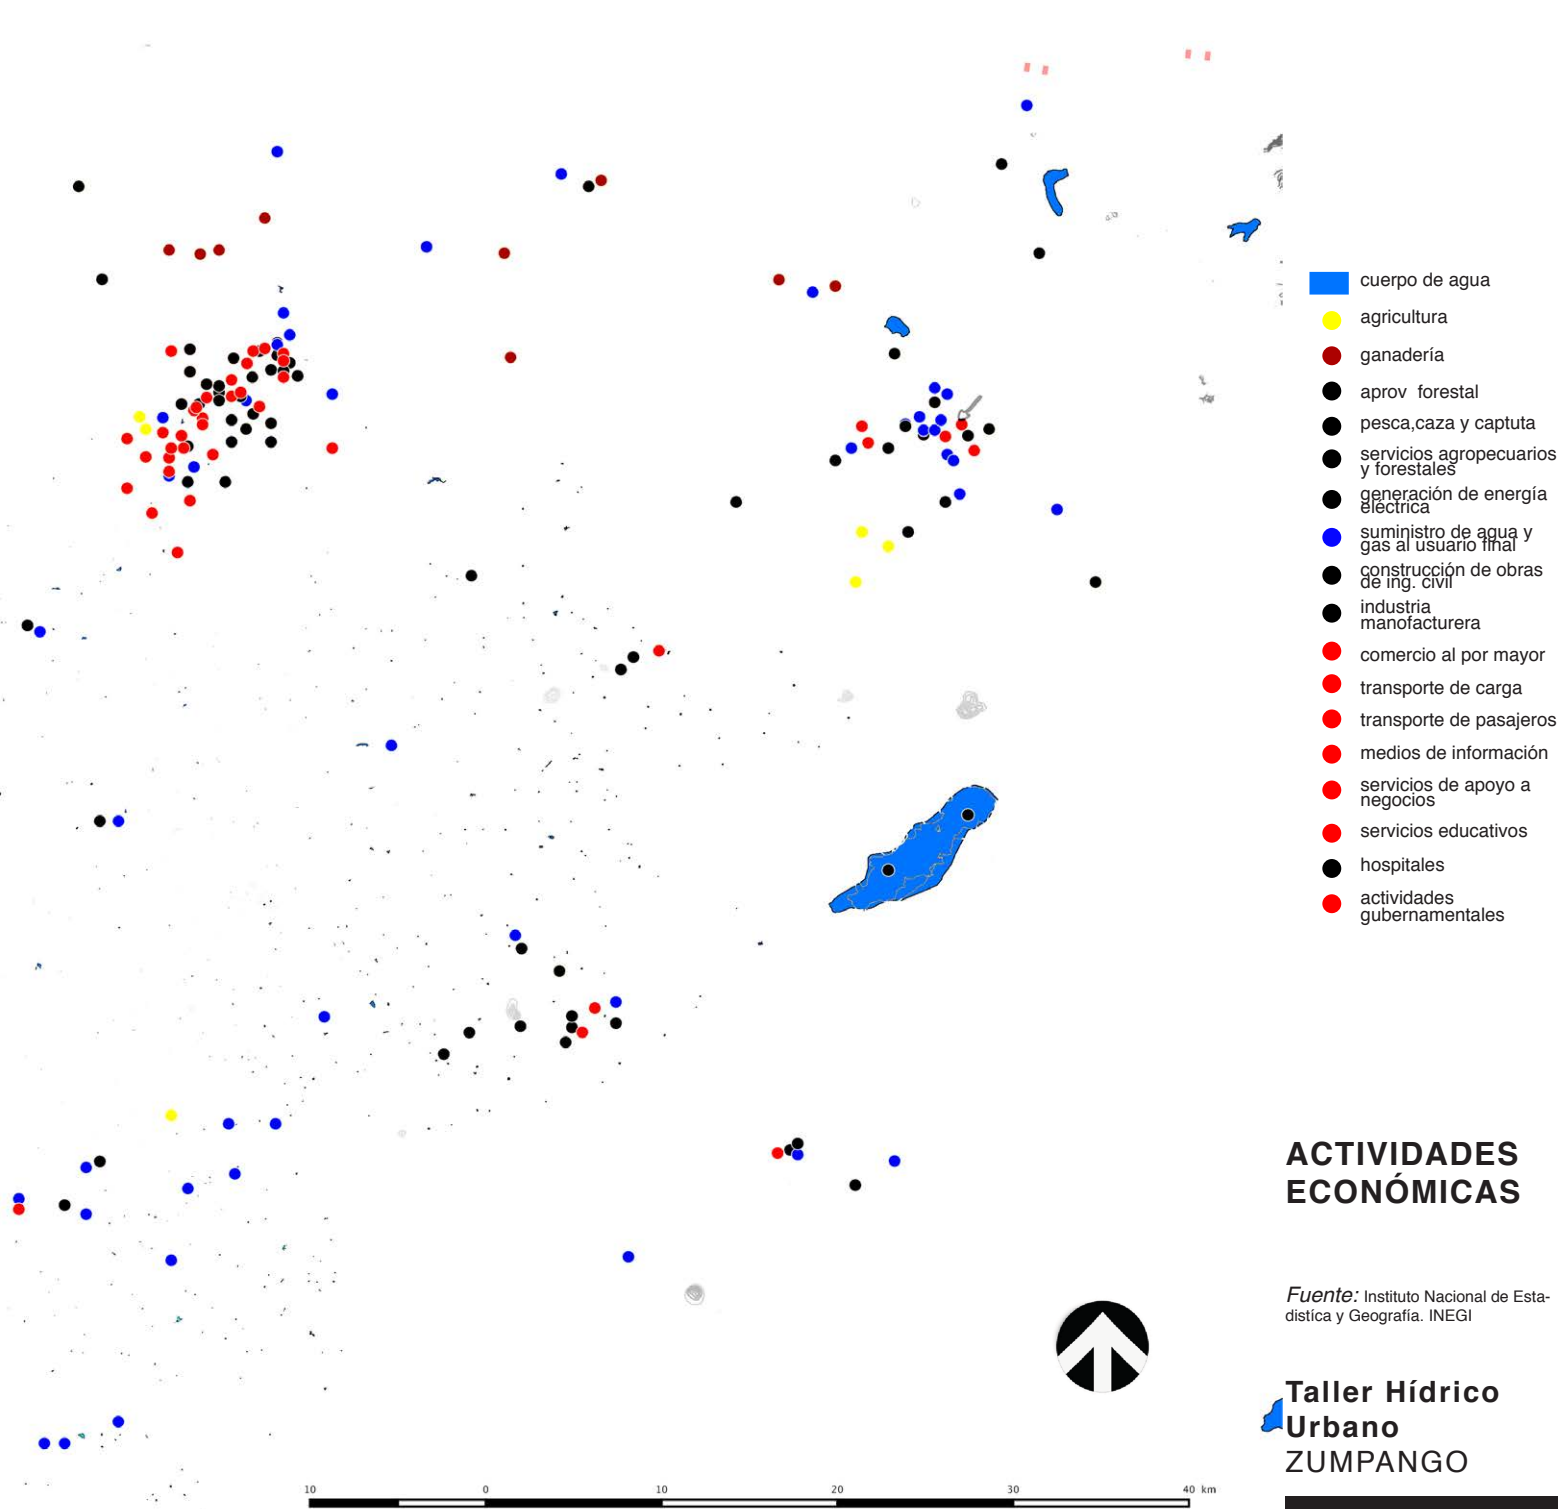 cuerpo de agua
agricultura
ganadería
aprov forestal
pesca,caza y captuta
servicios agropecuarios
y forestales
generación de energía
eléctrica
suministro de agua y
gas al usuario final
construcción de obras
de ing. civil
industria
manufacturera
comercio al por mayor
transporte de carga
transporte de pasajeros
medios de información
servicios de apoyo a
negocios
servicios educativos
hospitales
actividades
gubernamentales
ACTIVIDADES
ECONÓMICAS
Fuente: Instituto Nacional de Esta-
distíca y Geografía. INEGI
Taller Hídrico
Urbano
ZUMPANGO
10 0 10 20 30 40 km